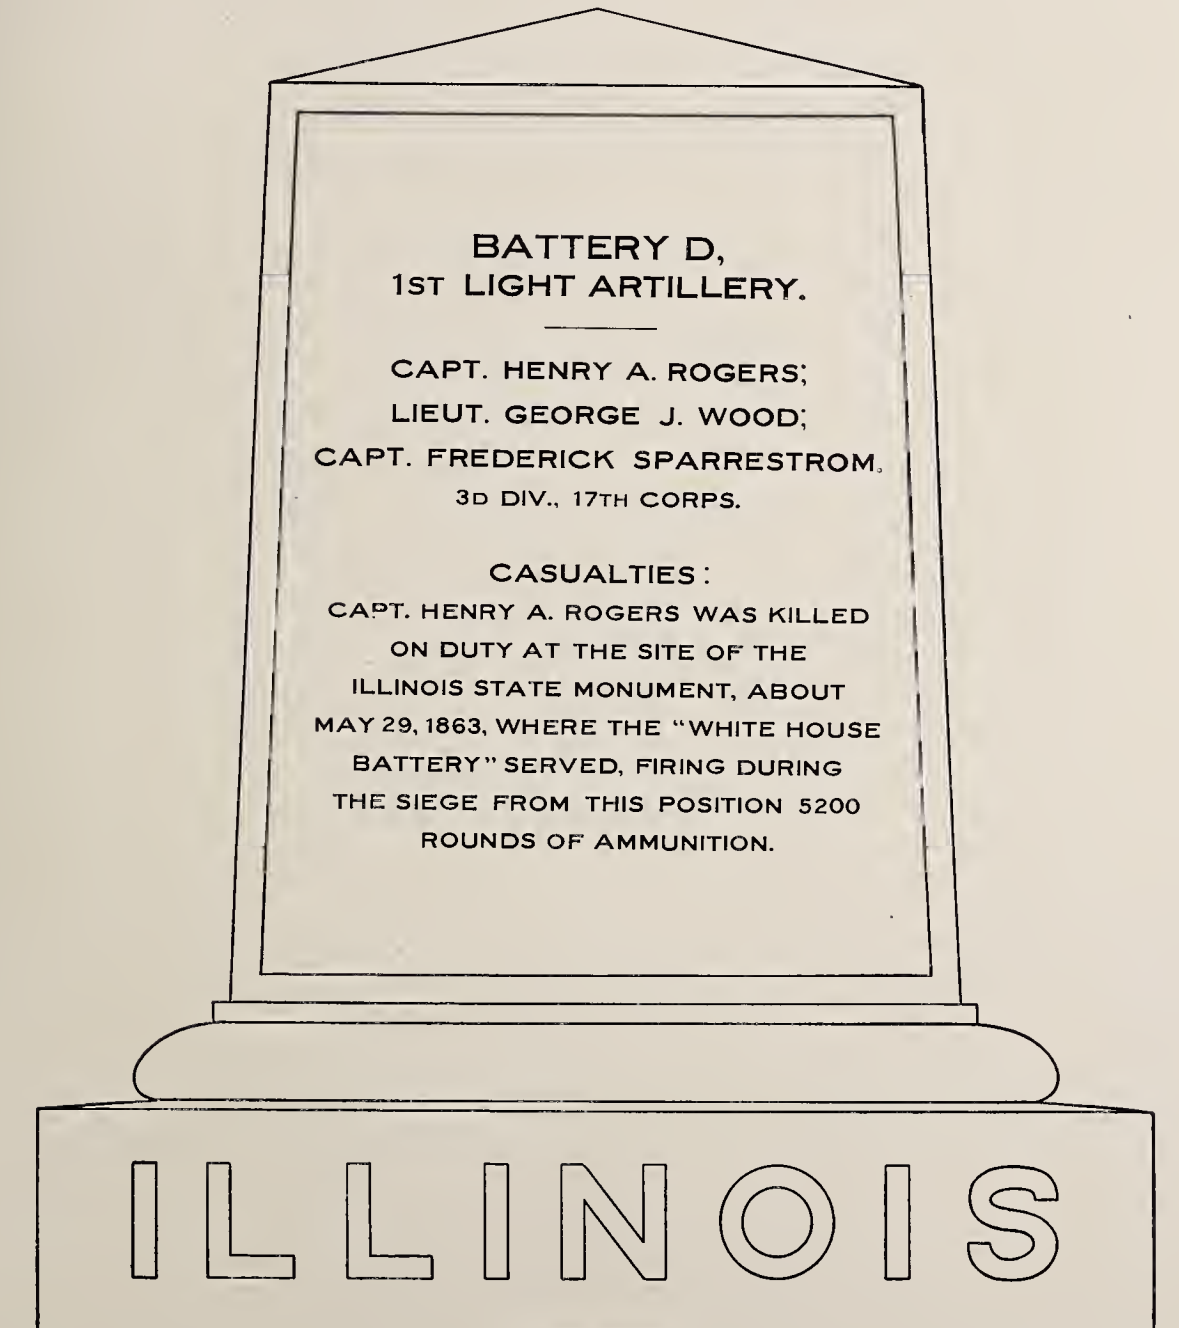 BATTERY D,
1ST LIGHT ARTILLERY.
CAPT. HENRY A. ROGERS;
LIEUT. GEORGE J. WOOD;
CAPT. FREDERICK SPARRESTROM,
3D DIV., 17TH CORPS.
CASUALTIES:
CAPT. HENRY A. ROGERS WAS KILLED
ON DUTY AT THE SITE OF THE
ILLINOIS STATE MONUMENT, ABOUT
MAY 29, 1863, WHERE THE "WHITE HOUSE
BATTERY" SERVED, FIRING DURING
THE SIEGE FROM THIS POSITION 5200
ROUNDS OF AMMUNITION.
ILLINOIS